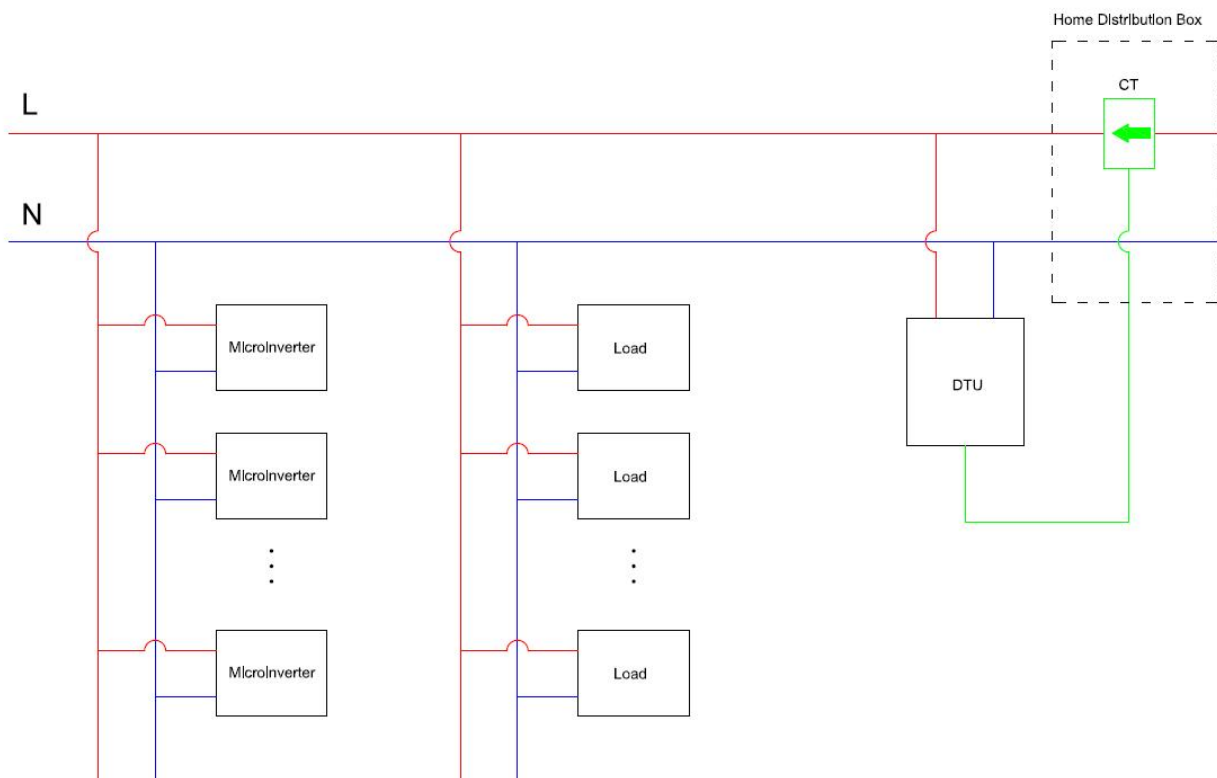 Home Distribution Box
CT
L
N
MicroInverter
Load
DTU
MicroInverter
Load
MicroInverter
Load